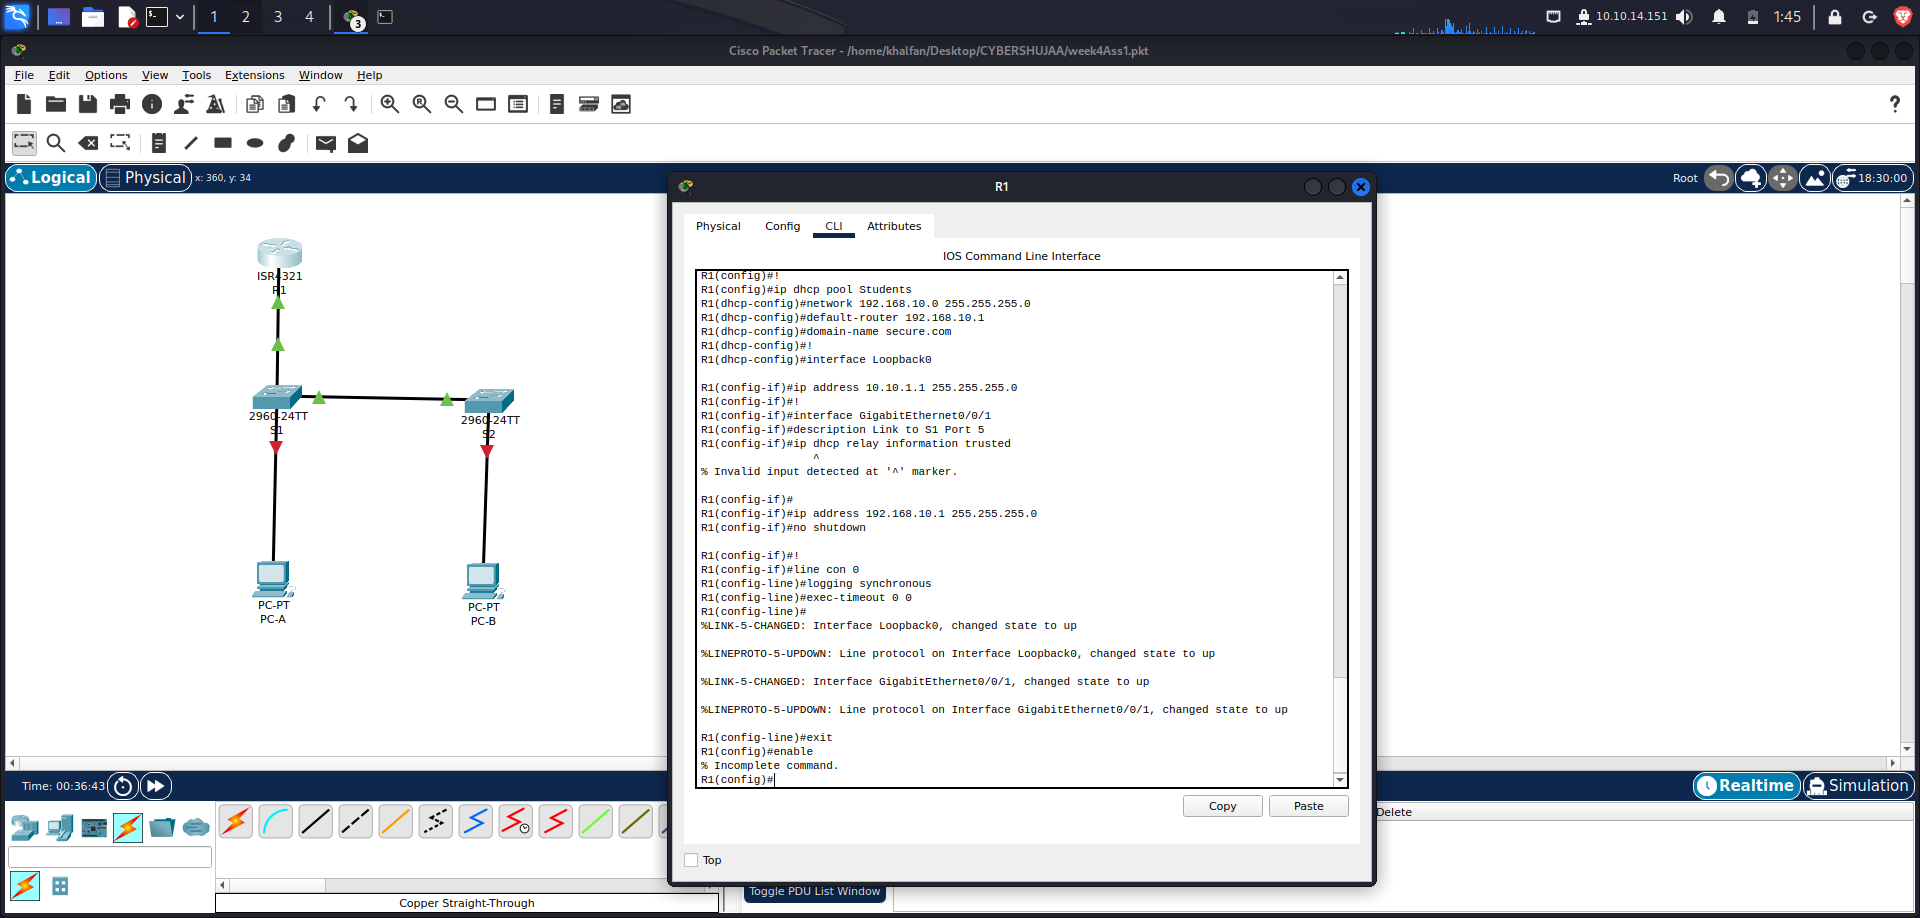 1
2
3
4
3
10.10.14.151
1:45
Cisco Packet Tracer - /home/khalfan/Desktop/CYBERSHUJAA/week4Ass1.pkt
File Edit Options View Tools Extensions Window Help
?
Logical
Physical
x: 360, y: 34
Root
18:30:00
ISR4321
R1
2960-24TT
S1
2960-24TT
S2
PC-PT
PC-A
PC-PT
PC-B
R1
Physical Config CLI Attributes
IOS Command Line Interface
R1(config)#!
R1(config)#ip dhcp pool Students
R1(dhcp-config)#network 192.168.10.0 255.255.255.0
R1(dhcp-config)#default-router 192.168.10.1
R1(dhcp-config)#domain-name secure.com
R1(dhcp-config)#!
R1(dhcp-config)#interface Loopback0
R1(config-if)#ip address 10.10.1.1 255.255.255.0
R1(config-if)#!
R1(config-if)#interface GigabitEthernet0/0/1
R1(config-if)#description Link to S1 Port 5
R1(config-if)#ip dhcp relay information trusted
^
% Invalid input detected at '^' marker.
R1(config-if)#
R1(config-if)#ip address 192.168.10.1 255.255.255.0
R1(config-if)#no shutdown
R1(config-if)#!
R1(config-if)#line con 0
R1(config-line)#logging synchronous
R1(config-line)#exec-timeout 0 0
R1(config-line)#
%LINK-5-CHANGED: Interface Loopback0, changed state to up
%LINEPROTO-5-UPDOWN: Line protocol on Interface Loopback0, changed state to up
%LINK-5-CHANGED: Interface GigabitEthernet0/0/1, changed state to up
%LINEPROTO-5-UPDOWN: Line protocol on Interface GigabitEthernet0/0/1, changed state to up
R1(config-line)#exit
R1(config)#enable
% Incomplete command.
R1(config)#
Copy
Paste
Top
Time: 00:36:43
Realtime
Simulation
Delete
Toggle PDU List Window
Copper Straight-Through